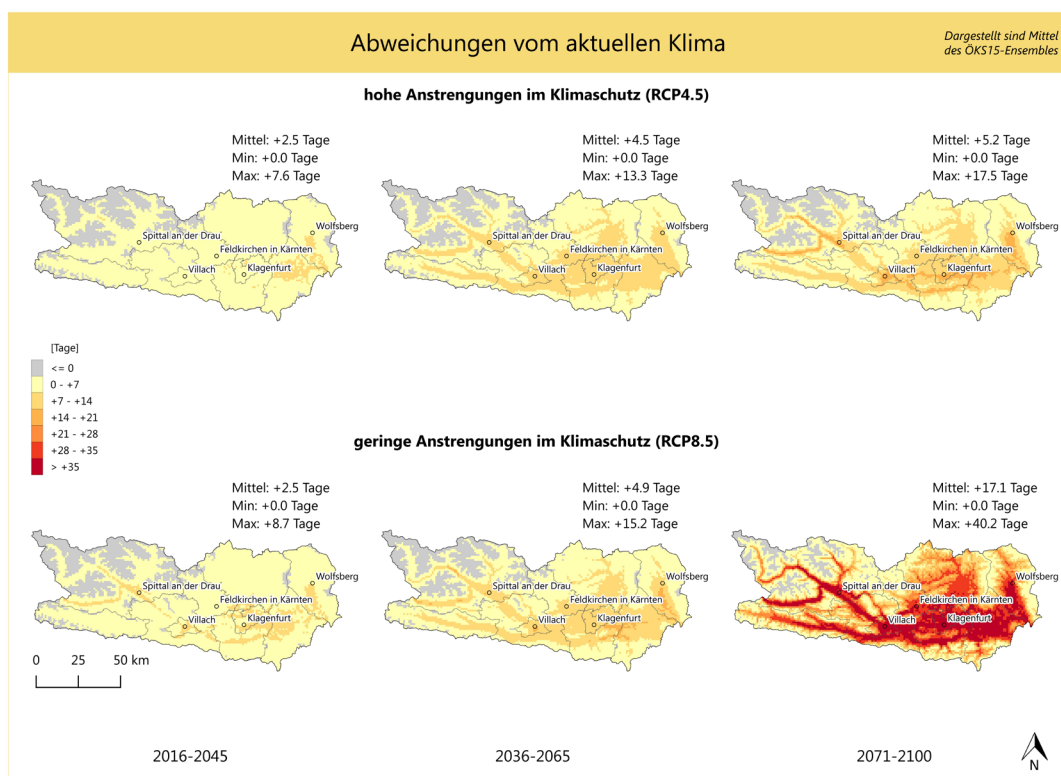 Abweichungen vom aktuellen Klima
Dargestellt sind Mittel
des ÖKS15-Ensembles
hohe Anstrengungen im Klimaschutz (RCP4.5)
Mittel: +2.5 Tage
Min: +0.0 Tage
Max: +7.6 Tage
Wolfsberg
Spittal an der Drau
Feldkirchen in Kärnten
Villach
Klagenfurt
Mittel: +4.5 Tage
Min: +0.0 Tage
Max: +13.3 Tage
Wolfsberg
Spittal an der Drau
Feldkirchen in Kärnten
Villach
Klagenfurt
Mittel: +5.2 Tage
Min: +0.0 Tage
Max: +17.5 Tage
Wolfsberg
Spittal an der Drau
Feldkirchen in Kärnten
Villach
Klagenfurt
[Tage]
<= 0
0 - +7
+7 - +14
+14 - +21
+21 - +28
+28 - +35
> +35
geringe Anstrengungen im Klimaschutz (RCP8.5)
Mittel: +2.5 Tage
Min: +0.0 Tage
Max: +8.7 Tage
Wolfsberg
Spittal an der Drau
Feldkirchen in Kärnten
Villach
Klagenfurt
Mittel: +4.9 Tage
Min: +0.0 Tage
Max: +15.2 Tage
Wolfsberg
Spittal an der Drau
Feldkirchen in Kärnten
Villach
Klagenfurt
Mittel: +17.1 Tage
Min: +0.0 Tage
Max: +40.2 Tage
Wolfsberg
Spittal an der Drau
Feldkirchen in Kärnten
Villach
Klagenfurt
0 25 50 km
2016-2045
2036-2065
2071-2100
N